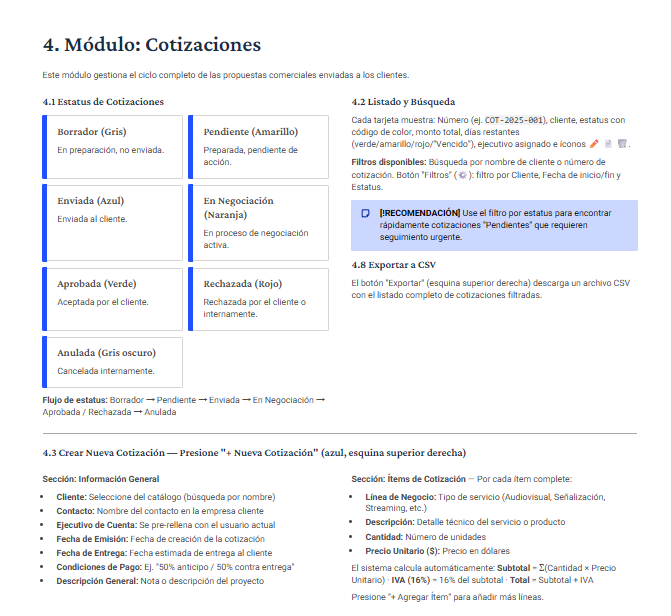 4. Módulo: Cotizaciones
Este módulo gestiona el ciclo completo de las propuestas comerciales enviadas a los clientes.
4.1 Estatus de Cotizaciones
Borrador (Gris)
En preparación, no enviada.
Pendiente (Amarillo)
Preparada, pendiente de
acción.
Enviada (Azul)
Enviada al cliente.
En Negociación
(Naranja)
En proceso de negociación
activa.
Aprobada (Verde)
Aceptada por el cliente.
Rechazada (Rojo)
Rechazada por el cliente o
internamente.
Anulada (Gris oscuro)
Cancelada internamente.
Flujo de estatus: Borrador → Pendiente → Enviada → En Negociación →
Aprobada / Rechazada → Anulada
4.2 Listado y Búsqueda
Cada tarjeta muestra: Número (ej. COT-2025-001), cliente, estatus con
código de color, monto total, días restantes
(verde/amarillo/rojo/"Vencido"), ejecutivo asignado e íconos 📝 📄 🗑️.
Filtros disponibles: Búsqueda por nombre de cliente o número de
cotización. Botón "Filtros" (⚙️): filtro por Cliente, Fecha de inicio/fin y
Estatus.
[!RECOMENDACIÓN] Use el filtro por estatus para encontrar
rápidamente cotizaciones "Pendientes" que requieren
seguimiento urgente.
4.8 Exportar a CSV
El botón "Exportar" (esquina superior derecha) descarga un archivo CSV
con el listado completo de cotizaciones filtradas.
4.3 Crear Nueva Cotización — Presione "+ Nueva Cotización" (azul, esquina superior derecha)
Sección: Información General
• Cliente: Seleccione del catálogo (búsqueda por nombre)
• Contacto: Nombre del contacto en la empresa cliente
• Ejecutivo de Cuenta: Se pre-rellena con el usuario actual
• Fecha de Emisión: Fecha de creación de la cotización
• Fecha de Entrega: Fecha estimada de entrega al cliente
• Condiciones de Pago: Ej. "50% anticipo / 50% contra entrega"
• Descripción General: Nota o descripción del proyecto
Sección: Ítems de Cotización — Por cada ítem complete:
• Línea de Negocio: Tipo de servicio (Audiovisual, Señalización,
Streaming, etc.)
• Descripción: Detalle técnico del servicio o producto
• Cantidad: Número de unidades
• Precio Unitario ($): Precio en dólares
El sistema calcula automáticamente: Subtotal = Σ(Cantidad × Precio
Unitario) · IVA (16%) = 16% del subtotal · Total = Subtotal + IVA
Presione "+ Agregar Ítem" para añadir más líneas.